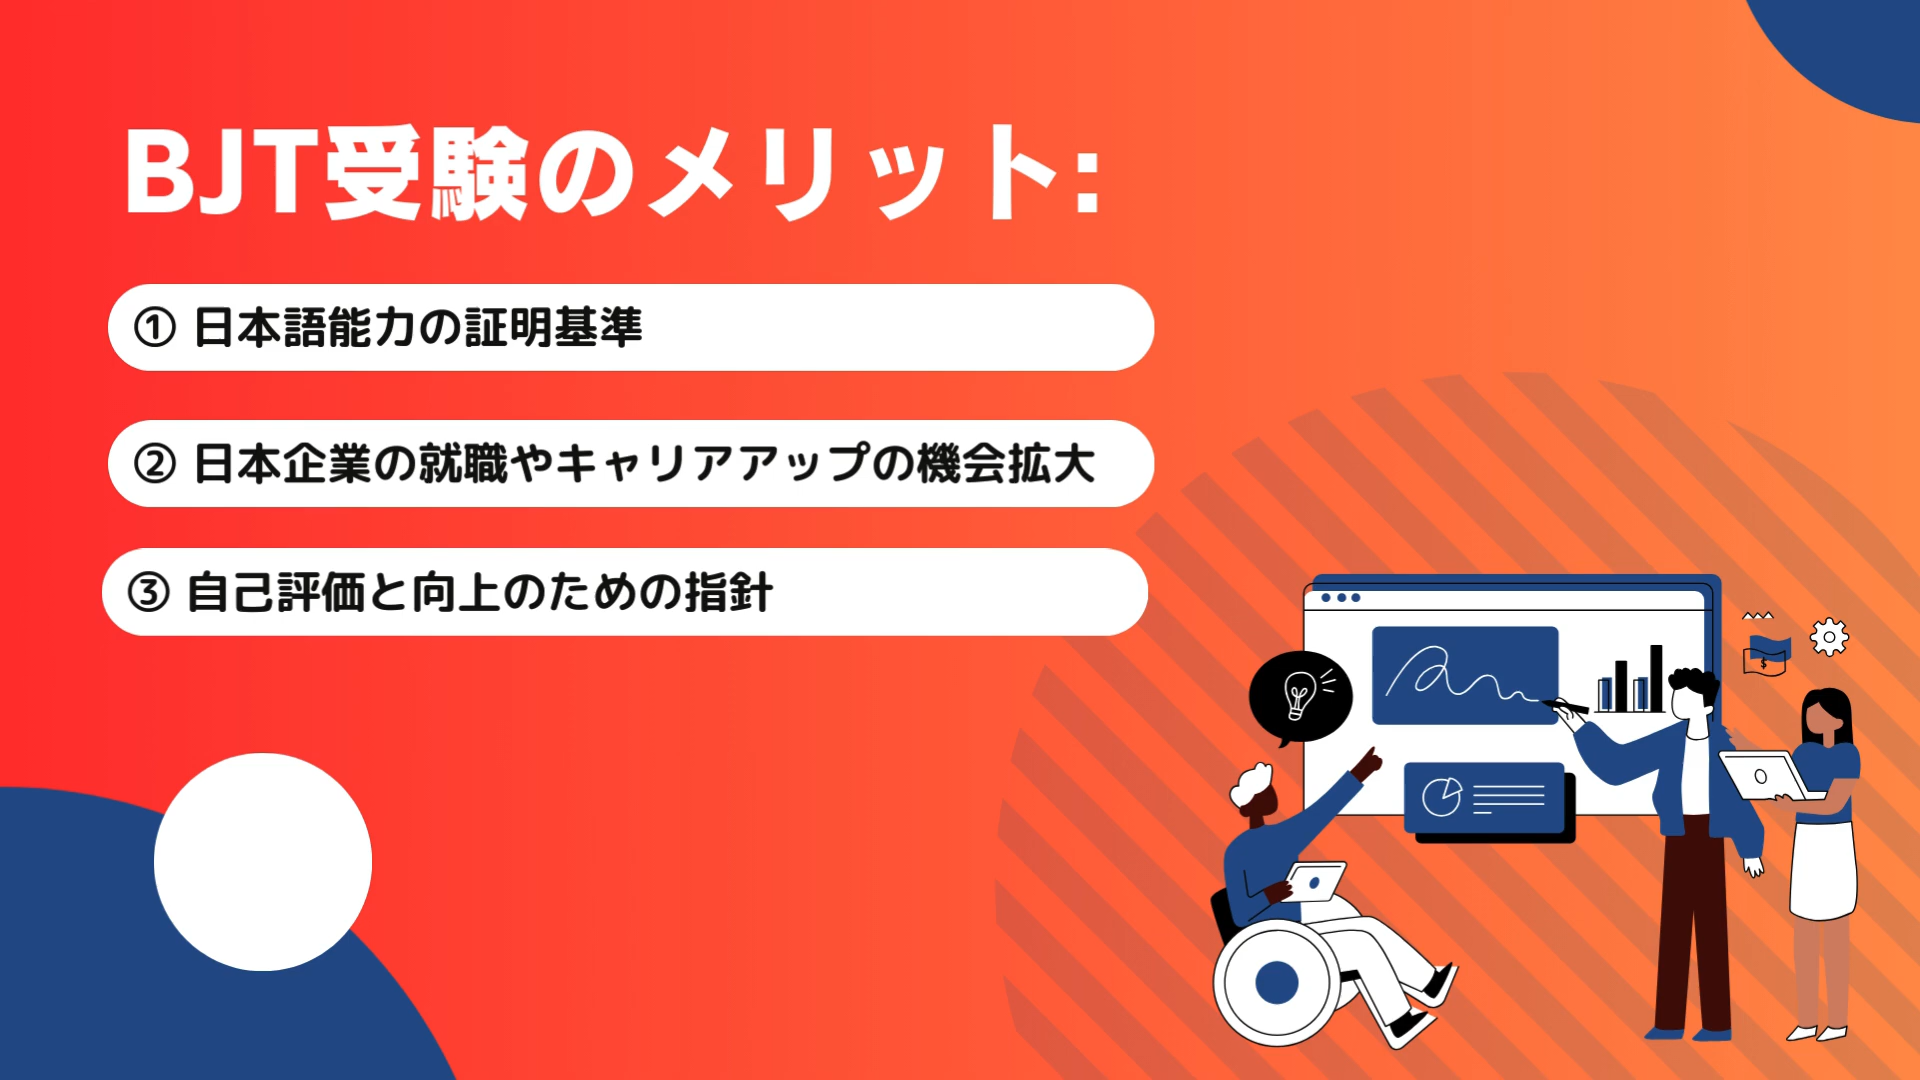 BJT受験のメリット:
① 日本語能力の証明基準
② 日本企業の就職やキャリアアップの機会拡大
③ 自己評価と向上のための指針
$